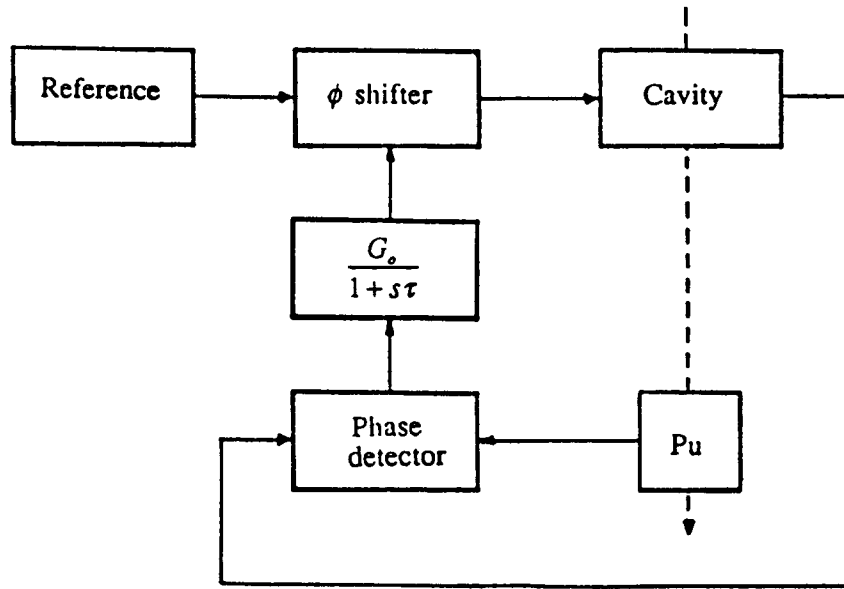 Reference
ϕ shifter
Cavity
G_o
1 + sτ
Phase
detector
Pu